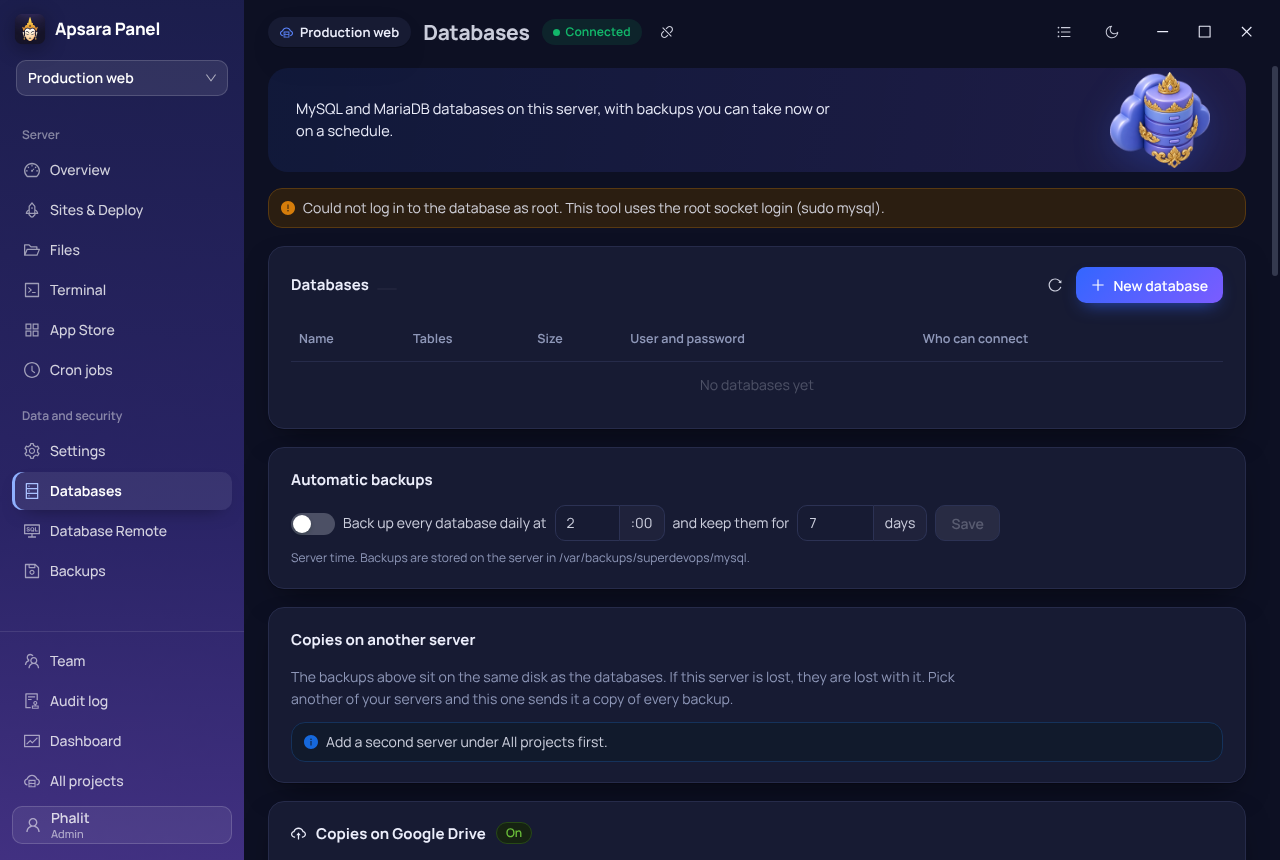 Apsara Panel
Production web
Server
Overview
Sites & Deploy
Files
Terminal
App Store
Cron jobs
Data and security
Settings
Databases
Database Remote
Backups
Team
Audit log
Dashboard
All projects
Phalit
Admin
Production web Databases Connected
MySQL and MariaDB databases on this server, with backups you can take now or
on a schedule.
Could not log in to the database as root. This tool uses the root socket login (sudo mysql).
Databases New database
Name Tables Size User and password Who can connect
No databases yet
Automatic backups
Back up every database daily at 2 :00 and keep them for 7 days Save
Server time. Backups are stored on the server in /var/backups/superdevops/mysql.
Copies on another server
The backups above sit on the same disk as the databases. If this server is lost, they are lost with it. Pick
another of your servers and this one sends it a copy of every backup.
Add a second server under All projects first.
Copies on Google Drive On